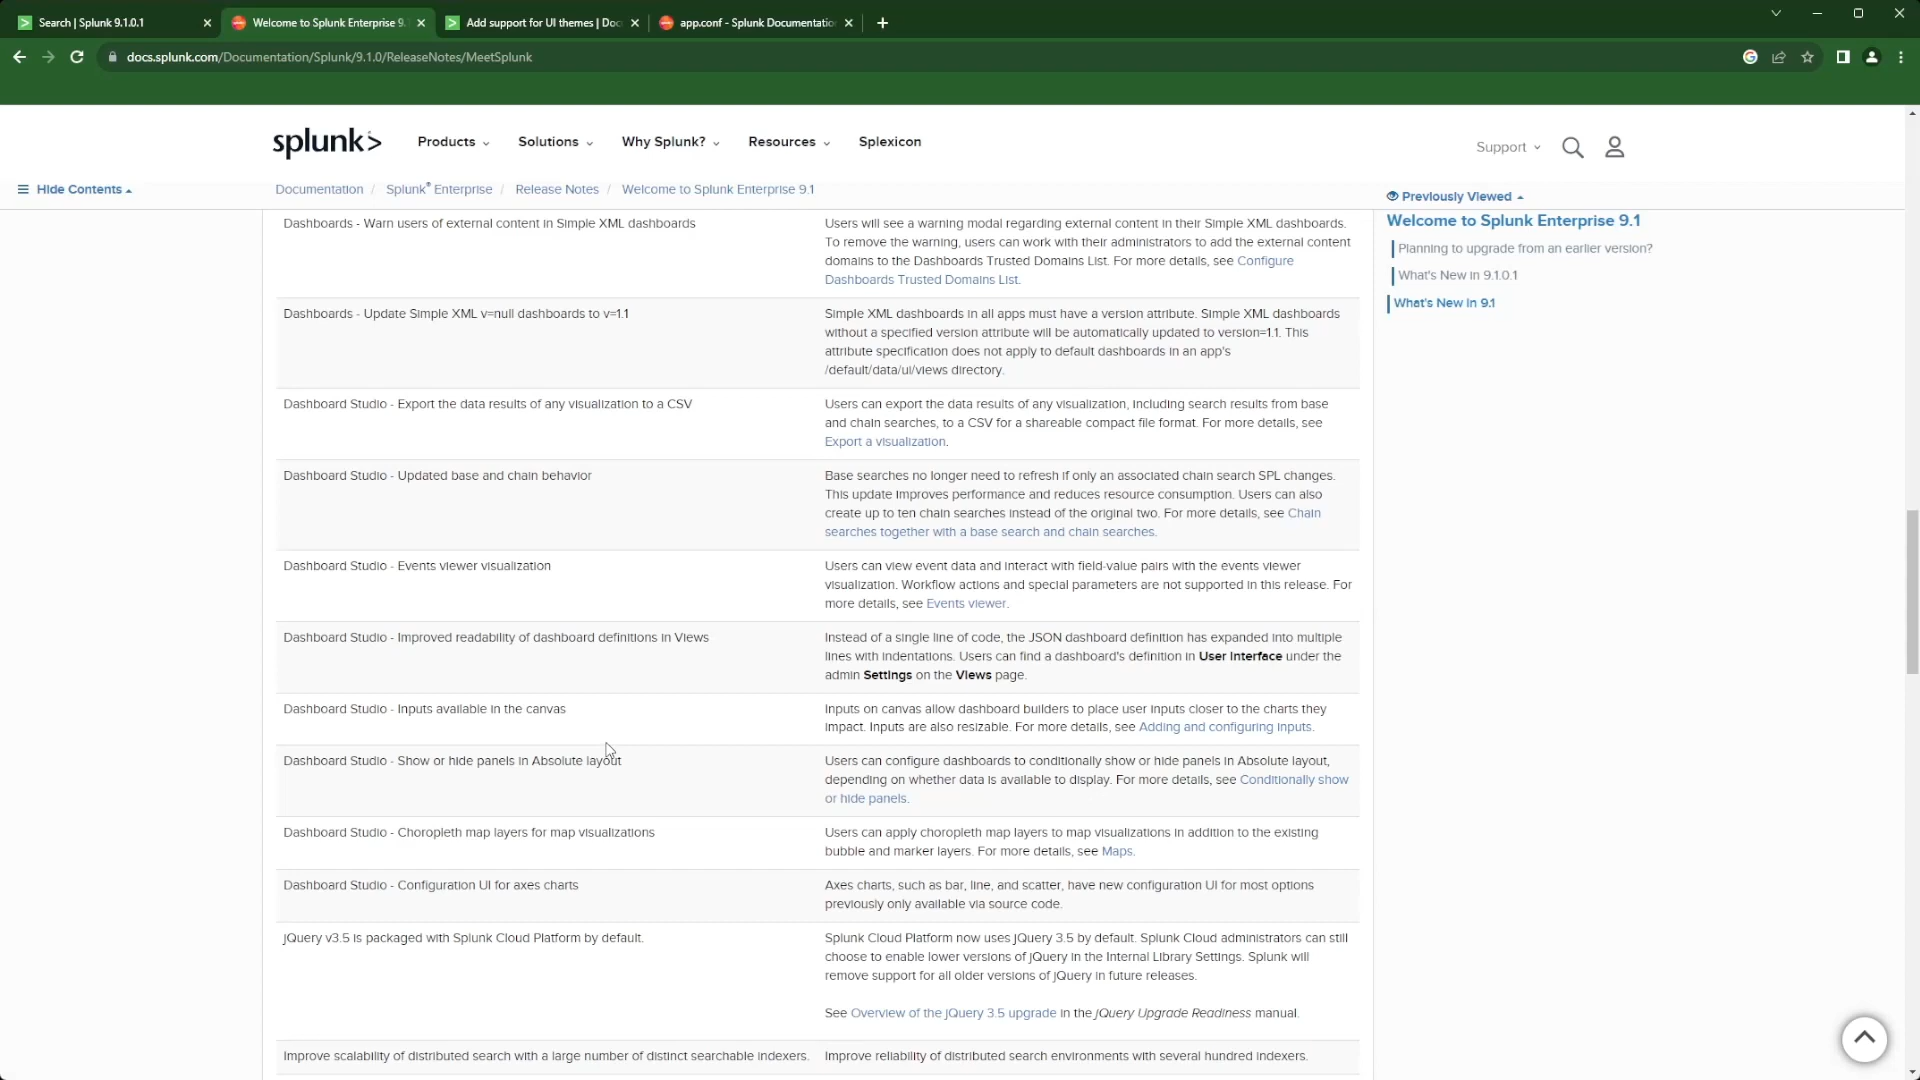 Search | Splunk 9.1.0.1
Welcome to Splunk Enterprise 9.
Add support for UI themes | Doc
app.conf - Splunk Documentatio
docs.splunk.com/Documentation/Splunk/9.1.0/ReleaseNotes/MeetSplunk
splunk>
Products
Solutions
Why Splunk?
Resources
Splexicon
Support
Hide Contents
Documentation / Splunk® Enterprise / Release Notes / Welcome to Splunk Enterprise 9.1
Previously Viewed
Welcome to Splunk Enterprise 9.1
Planning to upgrade from an earlier version?
What's New in 9.1.0.1
What's New in 9.1
Dashboards - Warn users of external content in Simple XML dashboards
Users will see a warning modal regarding external content in their Simple XML dashboards.
To remove the warning, users can work with their administrators to add the external content
domains to the Dashboards Trusted Domains List. For more details, see Configure
Dashboards Trusted Domains List.
Dashboards - Update Simple XML v=null dashboards to v=1.1
Simple XML dashboards in all apps must have a version attribute. Simple XML dashboards
without a specified version attribute will be automatically updated to version=1.1. This
attribute specification does not apply to default dashboards in an app's
/default/data/ui/views directory.
Dashboard Studio - Export the data results of any visualization to a CSV
Users can export the data results of any visualization, including search results from base
and chain searches, to a CSV for a shareable compact file format. For more details, see
Export a visualization.
Dashboard Studio - Updated base and chain behavior
Base searches no longer need to refresh if only an associated chain search SPL changes.
This update improves performance and reduces resource consumption. Users can also
create up to ten chain searches instead of the original two. For more details, see Chain
searches together with a base search and chain searches.
Dashboard Studio - Events viewer visualization
Users can view event data and interact with field-value pairs with the events viewer
visualization. Workflow actions and special parameters are not supported in this release. For
more details, see Events viewer.
Dashboard Studio - Improved readability of dashboard definitions in Views
Instead of a single line of code, the JSON dashboard definition has expanded into multiple
lines with indentations. Users can find a dashboard's definition in User Interface under the
admin Settings on the Views page.
Dashboard Studio - Inputs available in the canvas
Inputs on canvas allow dashboard builders to place user inputs closer to the charts they
impact. Inputs are also resizable. For more details, see Adding and configuring inputs.
Dashboard Studio - Show or hide panels in Absolute layout
Users can configure dashboards to conditionally show or hide panels in Absolute layout,
depending on whether data is available to display. For more details, see Conditionally show
or hide panels.
Dashboard Studio - Choropleth map layers for map visualizations
Users can apply choropleth map layers to map visualizations in addition to the existing
bubble and marker layers. For more details, see Maps.
Dashboard Studio - Configuration UI for axes charts
Axes charts, such as bar, line, and scatter, have new configuration UI for most options
previously only available via source code.
jQuery v3.5 is packaged with Splunk Cloud Platform by default.
Splunk Cloud Platform now uses jQuery 3.5 by default. Splunk Cloud administrators can still
choose to enable lower versions of jQuery in the Internal Library Settings. Splunk will
remove support for all older versions of jQuery in future releases.
See Overview of the jQuery 3.5 upgrade in the jQuery Upgrade Readiness manual.
Improve scalability of distributed search with a large number of distinct searchable indexers.
Improve reliability of distributed search environments with several hundred indexers.